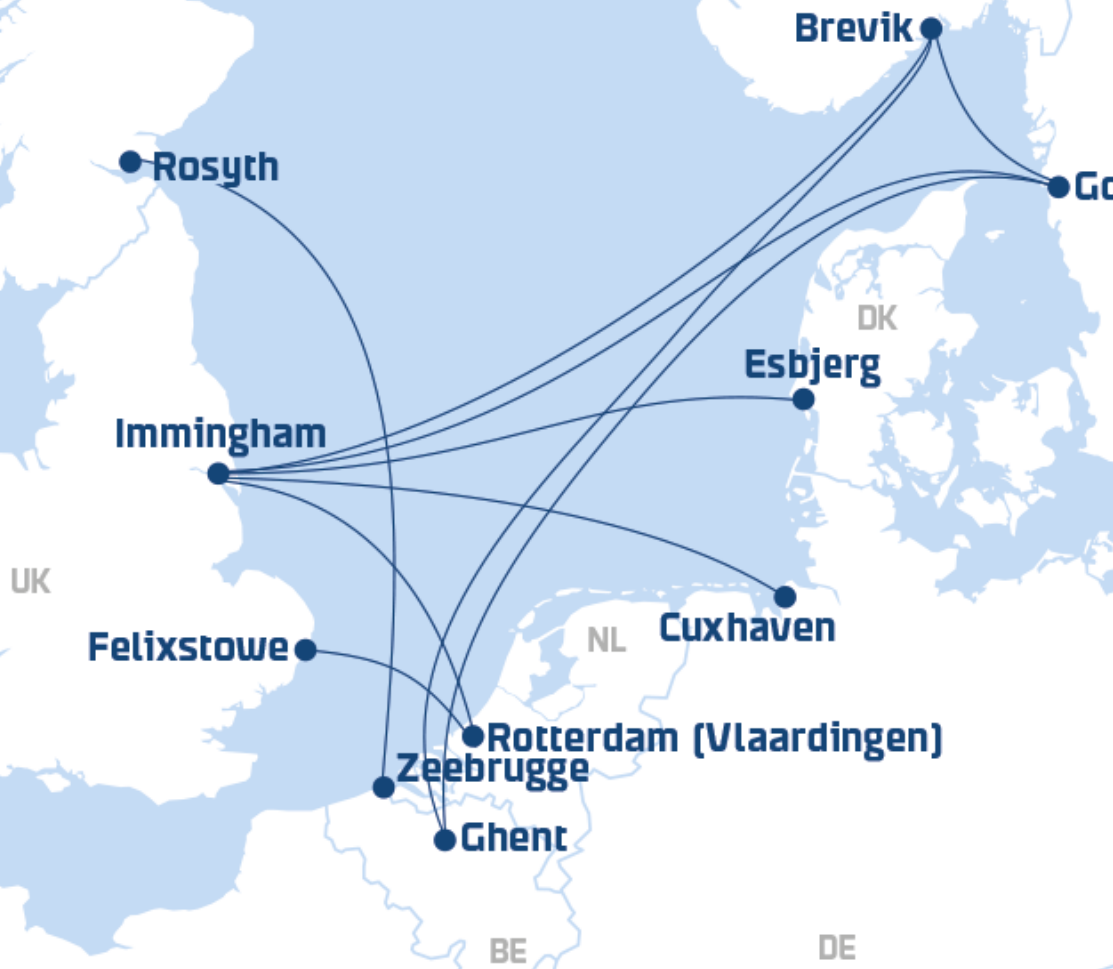 Brevik
Rosyth
Go
DK
Esbjerg
Immingham
UK
Felixstowe
NL
Cuxhaven
Rotterdam (Vlaardingen)
Zeebrugge
Ghent
BE
DE